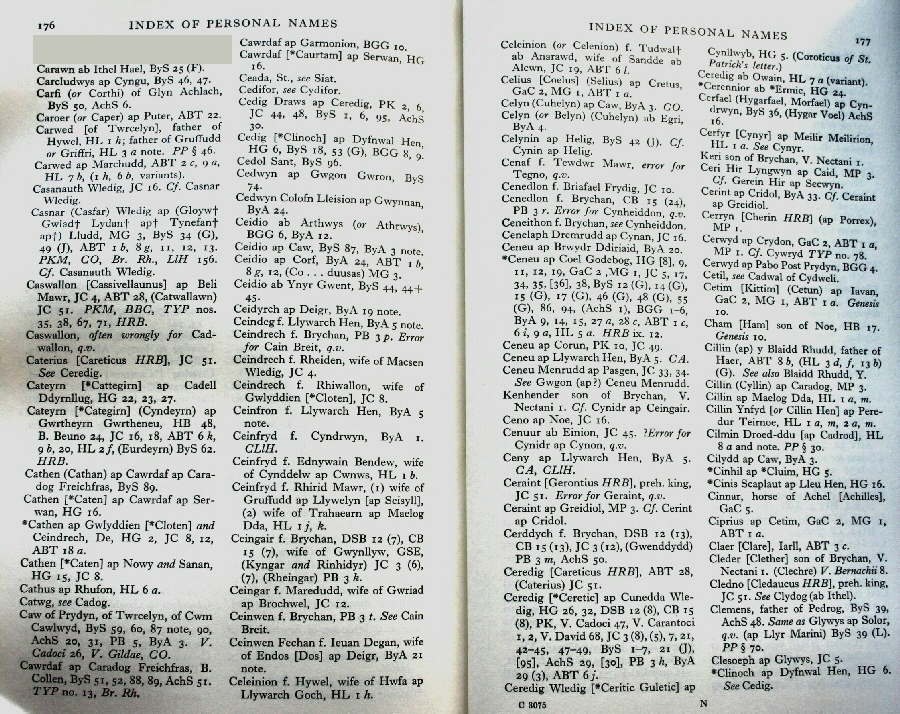 176 INDEX OF PERSONAL NAMES
Carawn ab Ithel Hael, ByS 25 (F).
Carcludwys ap Cyngu, ByS 46, 47.
Carfi (or Corthi) of Glyn Achlach,
ByS 50, AchS 6.
Caroer (or Caper) ap Puter, ABT 22.
Carwed [of Twrcelyn], father of
Hywel, HL 1 h; father of Gruffudd
or Griffri, HL 3 a note. PP § 46.
Carwed ap Marchudd, ABT 2 c, 9 a,
HL 7 b, (1 h, 6 b, variants).
Casanauth Wledig, JC 16. Cf. Casnar
Wledig.
Casnar (Casfar) Wledig ap (Gloyw†
Gwlad† Lydan† ap† Tynefan†
ap†) Lludd, MG 3, ByS 34 (G),
49 (J), ABT 1 b, 8 g, 11, 12, 13.
PKM, CO, Br. Rh., LlH 156.
Cf. Casanauth Wledig.
Caswallon [Cassivellaunus] ap Beli
Mawr, JC 4, ABT 28, (Catwallawn)
JC 51. PKM, BBC, TYP nos.
35, 38, 67, 71, HRB.
Caswallon, often wrongly for Cad-
wallon, q.v.
Caterius [Careticus HRB], JC 51.
See Ceredig.
Cateyrn [*Cattegirn] ap Cadell
Ddyrnllug, HG 22, 23, 27.
Cateyrn [*Categirn] (Cyndeyrn) ap
Gwrtheyrn Gwrtheneu, HB 48,
B. Beuno 24, JC 16, 18, ABT 6 k,
9 b, 20, HL 2 f, (Eurdeyrn) ByS 62.
HRB.
Cathen (Cathan) ap Cawrdaf ap Cara-
dog Freichfras, ByS 89.
Cathen [*Caten] ap Cawrdaf ap Ser-
wan, HG 16.
*Cathen ap Gwlyddien [*Cloten] and
Ceindrech, De, HG 2, JC 8, 12,
ABT 18 a.
Cathen [*Caten] ap Nowy and Sanan,
HG 15, JC 8.
Cathus ap Rhufon, HL 6 a.
Catwg, see Cadog.
Caw of Prydyn, of Twrcelyn, of Cwm
Cawlwyd, ByS 59, 60, 87 note, 90,
AchS 20, 31, PB 5, ByA 3. V.
Cadoci 26, V. Gildae, CO.
Cawrdaf ap Caradog Freichfras, B.
Collen, ByS 51, 52, 88, 89, AchS 51.
TYP no. 13, Br. Rh.
Cawrdaf ap Garmonion, BGG 10.
Cawrdaf [*Caurtam] ap Serwan, HG
16.
Ceada, St., see Siat.
Cedifor, see Cydifor.
Cedig Draws ap Ceredig, PK 2, 6,
JC 44, 48, ByS 1, 6, 95, AchS
30.
Cedig [*Clinoch] ap Dyfnwal Hen,
HG 6, ByS 18, 53 (G), BGG 8, 9.
Cedol Sant, ByS 96.
Cedwyn ap Gwgon Gwron, ByS
74.
Cedwyn Colofn Lleision ap Gwynnan,
ByA 24.
Ceidio ab Arthwys (or Athrwys),
BGG 6, ByA 12.
Ceidio ap Caw, ByS 87, ByA 3 note.
Ceidio ap Corf, ByA 24, ABT 1 b,
8 g, 12, (Co . . duusas) MG 3.
Ceidio ab Ynyr Gwent, ByS 44, 44+
45.
Ceidyrch ap Deigr, ByA 19 note.
Ceindeg f. Llywarch Hen, ByA 5 note.
Ceindrech f. Brychan, PB 3 p. Error
for Cain Breit, q.v.
Ceindrech f. Rheiden, wife of Macsen
Wledig, JC 4.
Ceindrech f. Rhiwallon, wife of
Gwlyddien [*Cloten], JC 8.
Ceinfron f. Llywarch Hen, ByA 5
note.
Ceinfryd f. Cyndrwyn, ByA 1.
CLlH.
Ceinfryd f. Ednywain Bendew, wife
of Cynddelw ap Cwnws, HL 1 b.
Ceinfryd f. Rhirid Mawr, (1) wife of
Gruffudd ap Llywelyn [ap Seisyll],
(2) wife of Trahaearn ap Maelog
Dda, HL 1 j, k.
Ceingair f. Brychan, DSB 12 (7), CB
15 (7), wife of Gwynllyw, GSE,
(Kyngar and Rinhidyr) JC 3 (6),
(7), (Rheingar) PB 3 h.
Ceingar f. Maredudd, wife of Gwriad
ap Brochwel, JC 12.
Ceinwen f. Brychan, PB 3 t. See Cain
Breit.
Ceinwen Fechan f. Ieuan Degan, wife
of Endos [Dos] ap Deigr, ByA 21
note.
Celeinion f. Hywel, wife of Hwfa ap
Llywarch Goch, HL 1 h.
INDEX OF PERSONAL NAMES 177
Celeinion (or Celenion) f. Tudwal†
ab Anarawd, wife of Sandde ab
Alcwn, JC 19, ABT 6 l.
Celius [Coelus] (Selius) ap Cretus,
GaC 2, MG 1, ABT 1 a.
Celyn (Cuhelyn) ap Caw, ByA 3. GO.
Celyn (or Belyn) (Cuhelyn) ab Egri,
ByA 4.
Celynin ap Helig, ByS 42 (J). Cf.
Cynin ap Helig.
Cenaf f. Tewdwr Mawr, error for
Tegno, q.v.
Cenedlon f. Briafael Frydig, JC 10.
Cenedlon f. Brychan, CB 15 (24),
PB 3 r. Error for Cynheiddon, q.v.
Ceneithon f. Brychan, see Cynheiddon.
Cenelaph Dremrudd ap Cynan, JC 16.
Ceneu ap Brwydr Ddiriaid, ByA 20.
*Ceneu ap Coel Godebog, HG [8], 9,
11, 12, 19, GaC 2 ,MG 1, JC 5, 17,
34, 35, [36], 38, ByS 12 (G), 14 (G),
15 (G), 17 (G), 46 (G), 48 (G), 55
(G), 86, 94, (AchS 1), BGG 1–6,
ByA 9, 14, 15, 27 a, 28 c, ABT 1 c,
6 i, 9 a, HL 5 a. HRB ix. 12.
Ceneu ap Corun, PK 10, JC 49.
Ceneu ap Llywarch Hen, ByA 5. CA.
Ceneu Menrudd ap Pasgen, JC 33, 34.
See Gwgon (ap?) Ceneu Menrudd.
Kenhender son of Brychan, V.
Nectani 1. Cf. Cynidr ap Ceingair.
Ceno ap Noe, JC 16.
Cenuur ab Einion, JC 45. ?Error for
Cynidr ap Cynon, q.v.
Ceny ap Llywarch Hen, ByA 5.
CA, CLlH.
Ceraint [Gerontius HRB], preh. king,
JC 51. Error for Geraint, q.v.
Ceraint ap Greidiol, MP 3. Cf. Cerint
ap Cridol.
Cerddych f. Brychan, DSB 12 (13),
CB 15 (13), JC 3 (12), (Gwenddydd)
PB 3 m, AchS 50.
Ceredig [Careticus HRB], ABT 28,
(Caterius) JC 51.
Ceredig [*Ceretic] ap Cunedda Wle-
dig, HG 26, 32, DSB 12 (8), CB 15
(8), PK, V. Cadoci 47, V. Carantoci
1, 2, V. David 68, JC 3 (8), (5), 7, 21,
42–45, 47–49, ByS 1–7, 21 (J),
[95], AchS 29, [30], PB 3 h, ByA
29 (3), ABT 6 j.
Ceredig Wledig [*Ceritic Guletic] ap
Cynllwyb, HG 5. (Coroticus of St.
Patrick's letter.)
Ceredig ab Owain, HL 7 a (variant).
*Cerennior ab *Ermic, HG 24.
Cerfael (Hygarfael, Morfael) ap Cyn-
drwyn, ByS 36, (Hygar Voel) AchS
16.
Cerfyr [Cynyr] ap Meilir Meilirion,
HL 1 a. See Cynyr.
Keri son of Brychan, V. Nectani 1.
Ceri Hir Lyngwyn ap Caid, MP 3.
Cf. Gerein Hir ap Secwyn.
Cerint ap Cridol, ByA 33. Cf. Ceraint
ap Greidiol.
Cerryn [Cherin HRB] (ap Porrex),
MP 1.
Cerwyd ap Crydon, GaC 2, ABT 1 a,
MP 1. Cf. Cywryd TYP no. 78.
Cerwyd ap Pabo Post Prydyn, BGG 4.
Cetil, see Cadwal of Cydweli.
Cetim [Kittim] (Cetun) ap Iavan,
GaC 2, MG 1, ABT 1 a. Genesis
10.
Cham [Ham] son of Noe, HB 17.
Genesis 10.
Cillin (ap) y Blaidd Rhudd, father of
Haer, ABT 8 b, (HL 3 d, f, 13 b)
(G). See also Blaidd Rhudd, Y.
Cillin (Cyllin) ap Caradog, MP 3.
Cillin ap Maelog Dda, HL 1 a, m.
Cillin Ynfyd [or Cillin Hen] ap Pere-
dur Teirnoe, HL 1 a, m, 2 a, m.
Cilmin Droed-ddu [ap Cadrod], HL
8 a and note. PP § 30.
Cilydd ap Caw, ByA 3.
*Cinhil ap *Cluim, HG 5.
*Cinis Scaplaut ap Lleu Hen, HG 16.
Cinnar, horse of Achel [Achilles],
GaC 5.
Ciprius ap Cetim, GaC 2, MG 1,
ABT 1 a.
Claer [Clare], Iarll, ABT 3 c.
Cleder [Clether] son of Brychan, V.
Nectani 1. (Clechre) V. Bernachii 8.
Cledno [Cledaucus HRB], preh. king,
JC 51. See Clydog (ab Ithel).
Clemens, father of Pedrog, ByS 39,
AchS 48. Same as Glywys ap Solor,
q.v. (ap Llyr Marini) ByS 39 (L).
PP § 70.
Clesoeph ap Glywys, JC 5.
*Clinoch ap Dyfnwal Hen, HG 6.
See Cedig.
C 3075 N